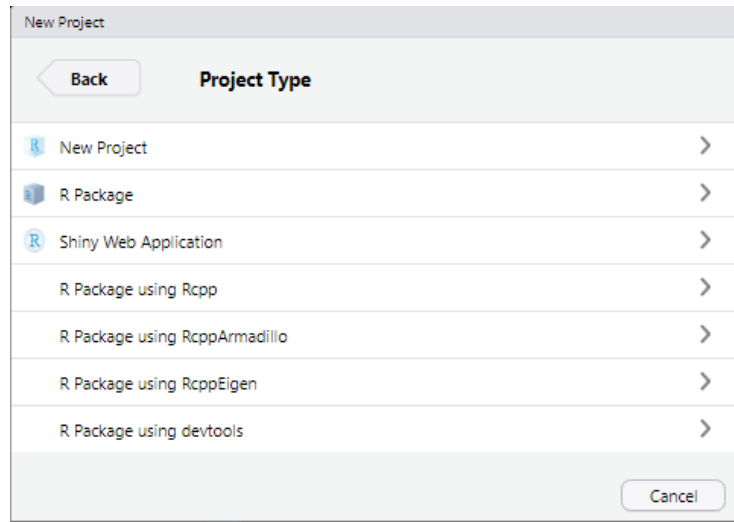 New Project
Back
Project Type
R New Project
R Package
R Shiny Web Application
R Package using Rcpp
R Package using RcppArmadillo
R Package using RcppEigen
R Package using devtools
Cancel